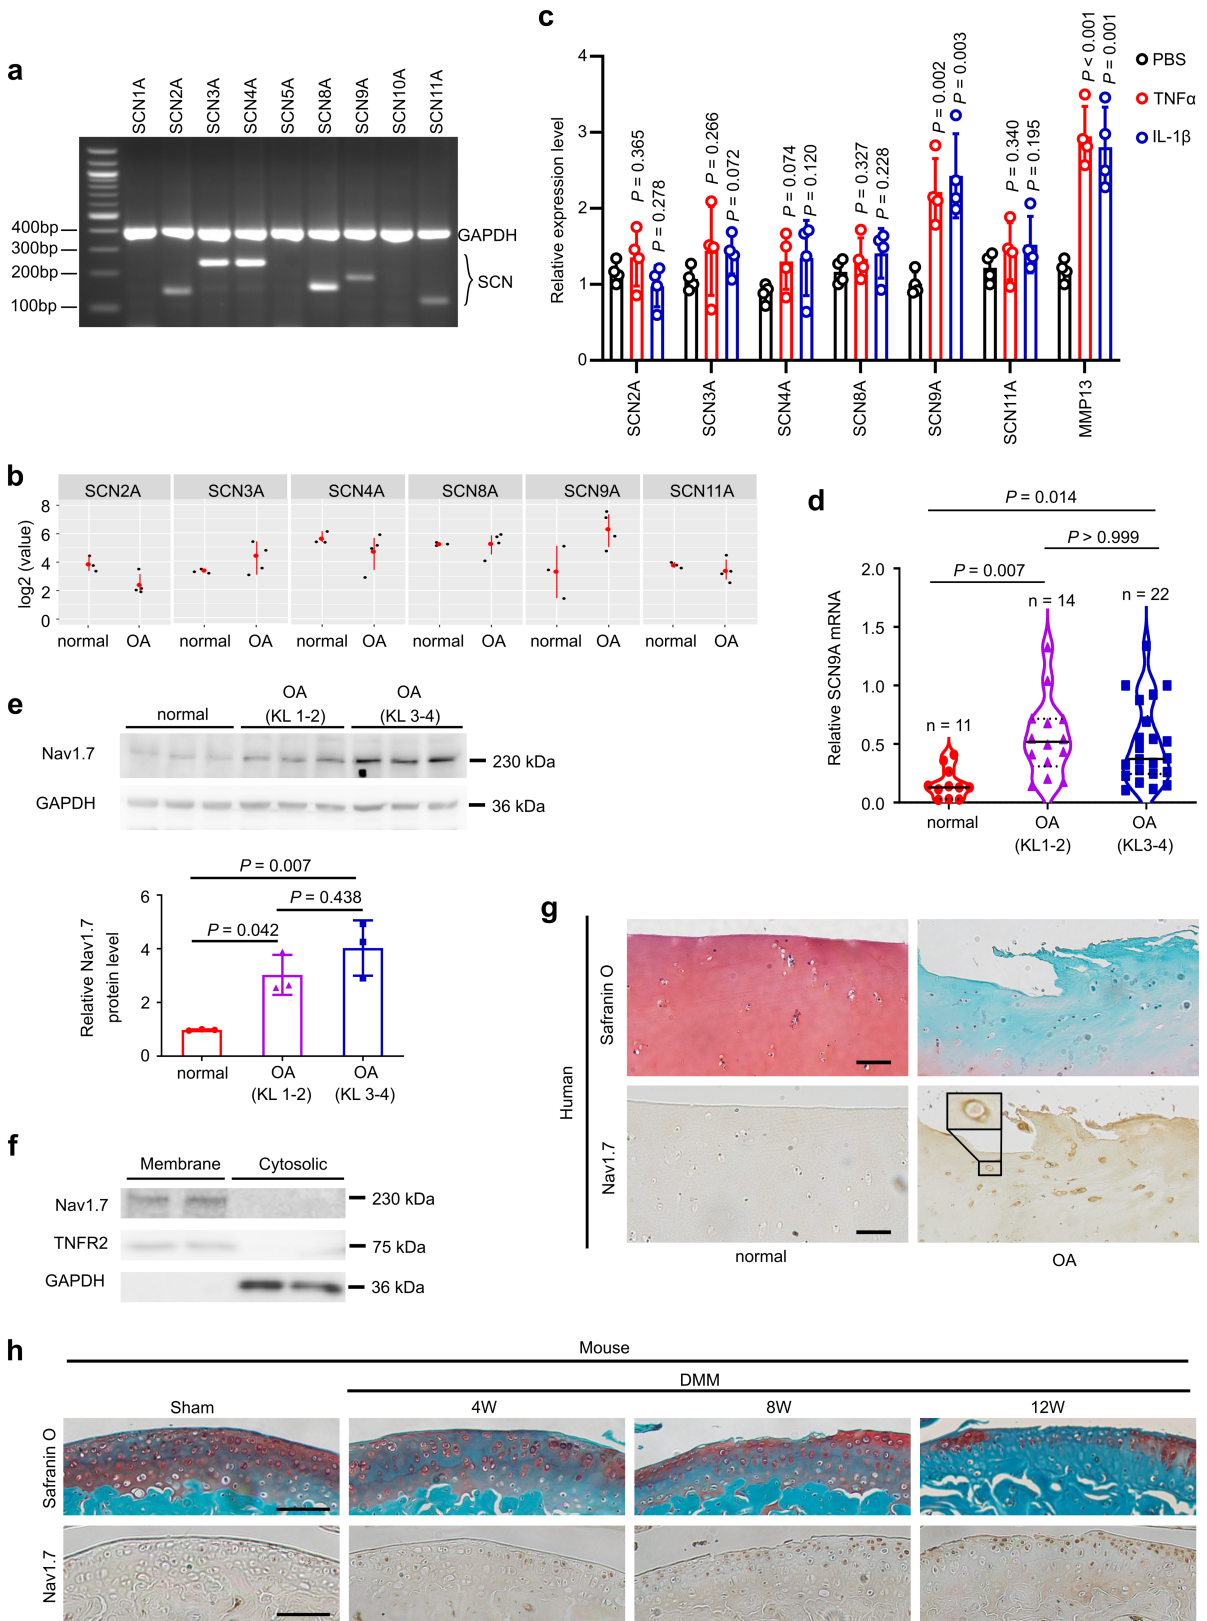 a
SCN1A
SCN2A
SCN3A
SCN4A
SCN5A
SCN8A
SCN9A
SCN10A
SCN11A
400bp
300bp
200bp
100bp
GAPDH
SCN
c
Relative expression level
4
3
2
1
0
P = 0.365
P = 0.278
P = 0.266
P = 0.072
P = 0.074
P = 0.120
P = 0.327
P = 0.228
P = 0.002
P = 0.003
P = 0.340
P = 0.195
P < 0.001
P = 0.001
PBS
TNFα
IL-1β
SCN2A
SCN3A
SCN4A
SCN8A
SCN9A
SCN11A
MMP13
b
SCN2A SCN3A SCN4A SCN8A SCN9A SCN11A
log2 (value)
8
6
4
2
0
normal OA normal OA normal OA normal OA normal OA normal OA
d
P = 0.014
P > 0.999
P = 0.007
Relative SCN9A mRNA
2.0
1.5
1.0
0.5
0.0
n = 11
n = 14
n = 22
normal
OA
(KL1-2)
OA
(KL3-4)
e
normal
OA
(KL 1-2)
OA
(KL 3-4)
Nav1.7
230 kDa
GAPDH
36 kDa
P = 0.007
P = 0.438
P = 0.042
Relative Nav1.7
protein level
6
4
2
0
normal
OA
(KL 1-2)
OA
(KL 3-4)
f
Membrane Cytosolic
Nav1.7
230 kDa
TNFR2
75 kDa
GAPDH
36 kDa
g
Human
Safranin O
Nav1.7
normal
OA
h
Mouse
DMM
Sham
4W
8W
12W
Safranin O
Nav1.7